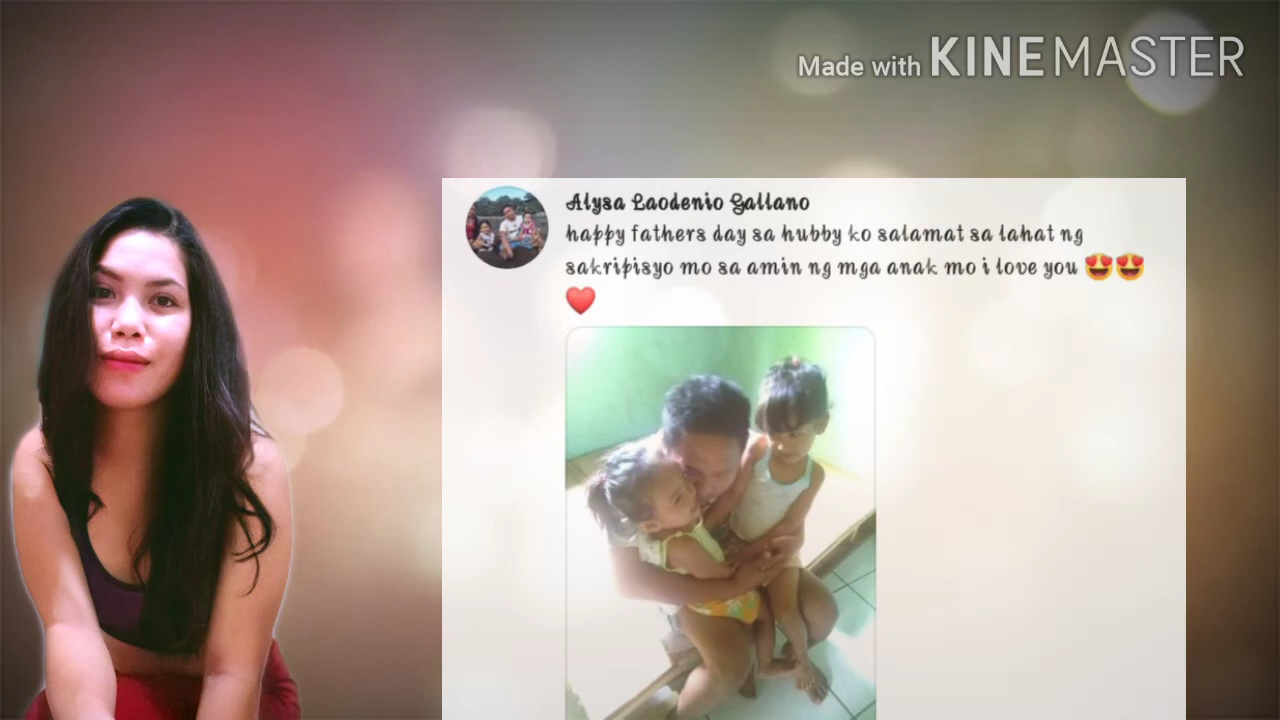 Made with KINEMASTER
Alysa Laodenio Gallano
happy fathers day sa hubby ko salamat sa lahat ng
sakripisyo mo sa amin ng mga anak mo i love you 😍😍
❤️